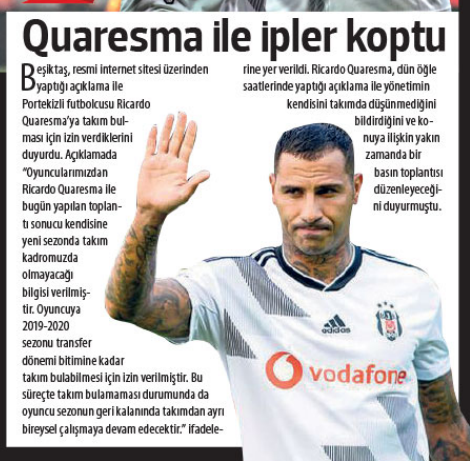 Quaresma ile ipler koptu
Beşiktaş, resmi internet sitesi üzerinden
yaptığı açıklama ile
Portekizli futbolcusu Ricardo
Quaresma'ya takım bul-
ması için izin verdiklerini
duyurdu. Açıklamada
"Oyuncularımızdan
Ricardo Quaresma ile
bugün yapılan toplan-
tı sonucu kendisine
yeni sezonda takım
kadromuzda
olmayacağı
bilgisi verilmiş-
tir. Oyuncuya
2019-2020
sezonu transfer
dönemi bitimine kadar
takım bulabilmesi için izin verilmiştir. Bu
süreçte takım bulamaması durumunda da
oyuncu sezonun geri kalanında takımdan ayrı
bireysel çalışmaya devam edecektir." ifadele-
rine yer verildi. Ricardo Quaresma, dün öğle
saatlerinde yaptığı açıklama ile yönetimin
kendisini takımda düşünmediğini
bildirdiğini ve ko-
nuya ilişkin yakın
zamanda bir
basın toplantısı
düzenleyeceği-
ni duyurmuştu.
adidas
vodafone